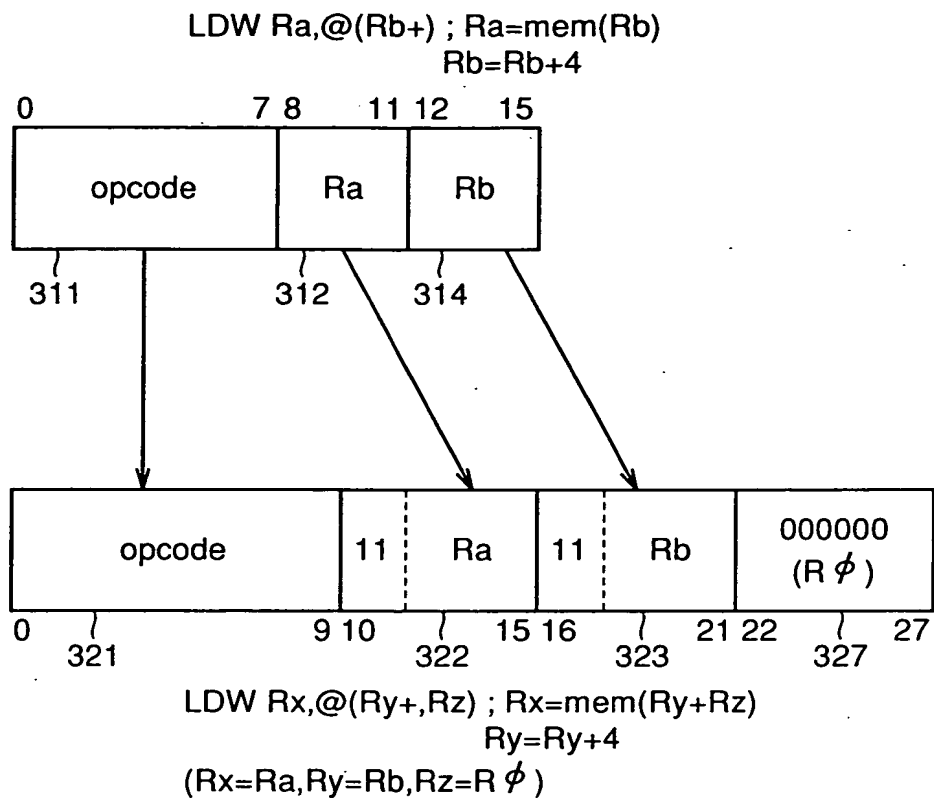 LDW Ra,@(Rb+) ; Ra=mem(Rb)
Rb=Rb+4
0 7 8 11 12 15
opcode Ra Rb
311 312 314
opcode 11 Ra 11 Rb 000000
(Rϕ)
0 9 10 15 16 21 22 27
321 322 323 327
LDW Rx,@(Ry+,Rz) ; Rx=mem(Ry+Rz)
Ry=Ry+4
(Rx=Ra,Ry=Rb,Rz=Rϕ)